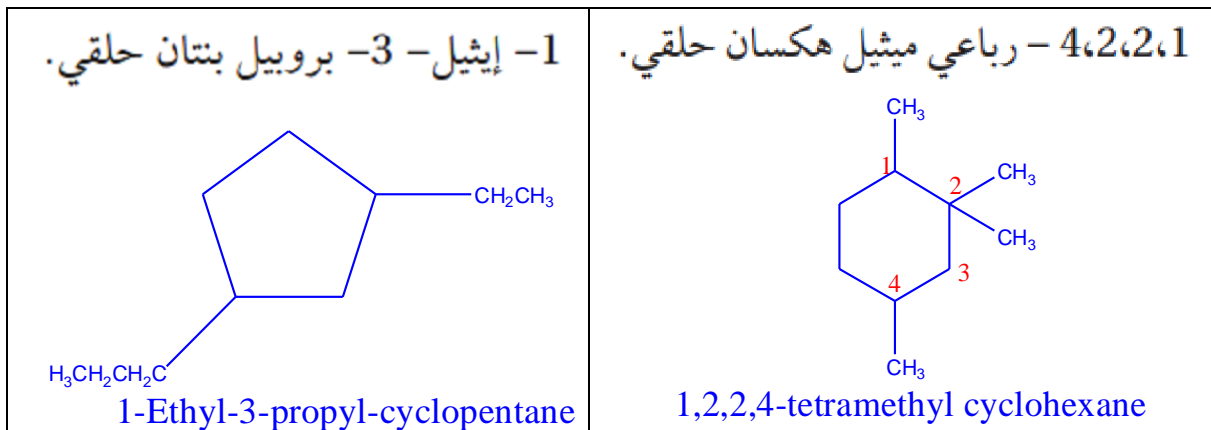 1– إيثيل– 3– بروبيل بنتان حلقي.
CH₂CH₃
H₃CH₂CH₂C
1-Ethyl-3-propyl-cyclopentane
4،2،2،1 – رباعي ميثيل هكسان حلقي.
CH₃
1
2
CH₃
CH₃
3
4
CH₃
1,2,2,4-tetramethyl cyclohexane